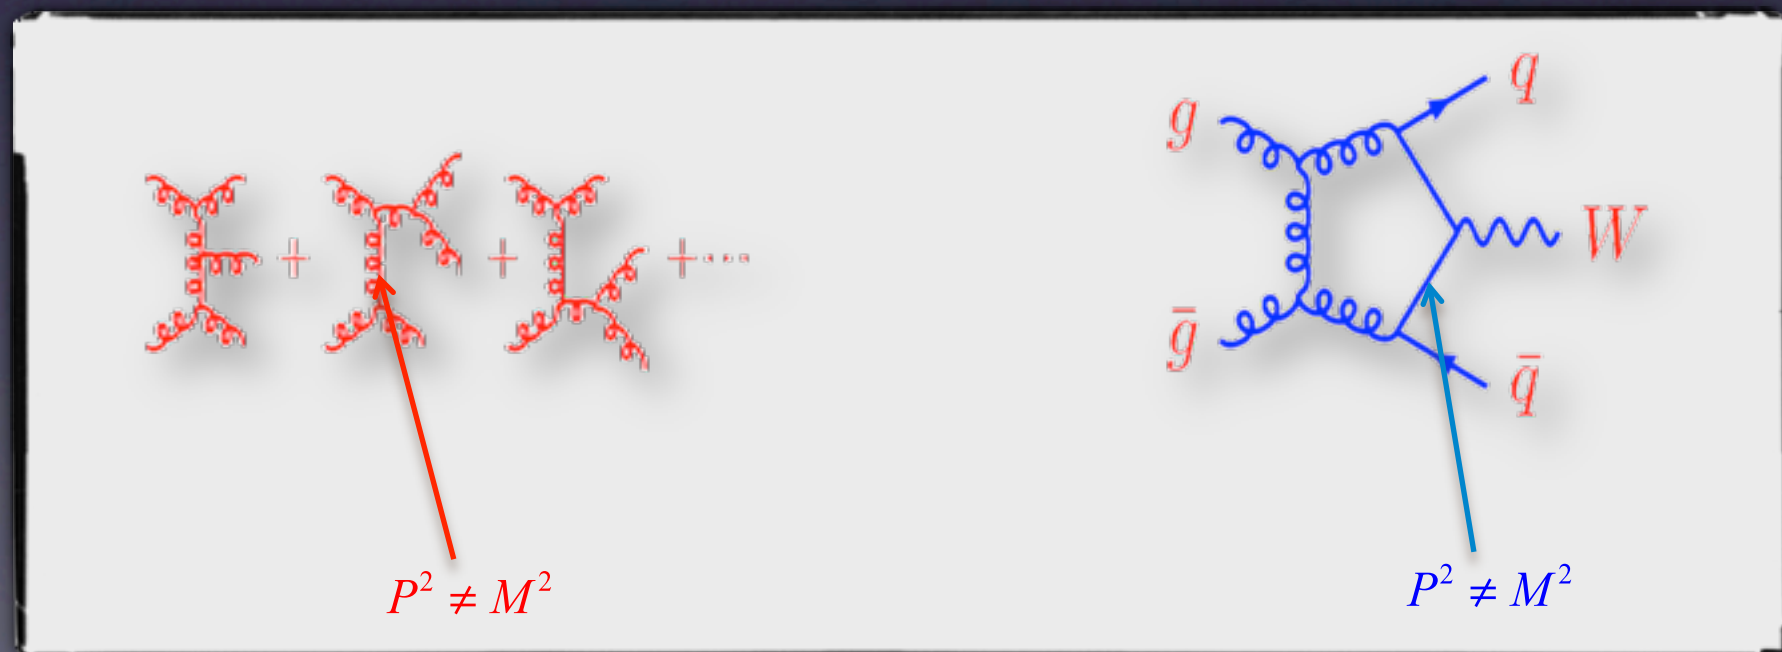 q
g
+ + + ...
W
ḡ
q̄
P² ≠ M²
P² ≠ M²